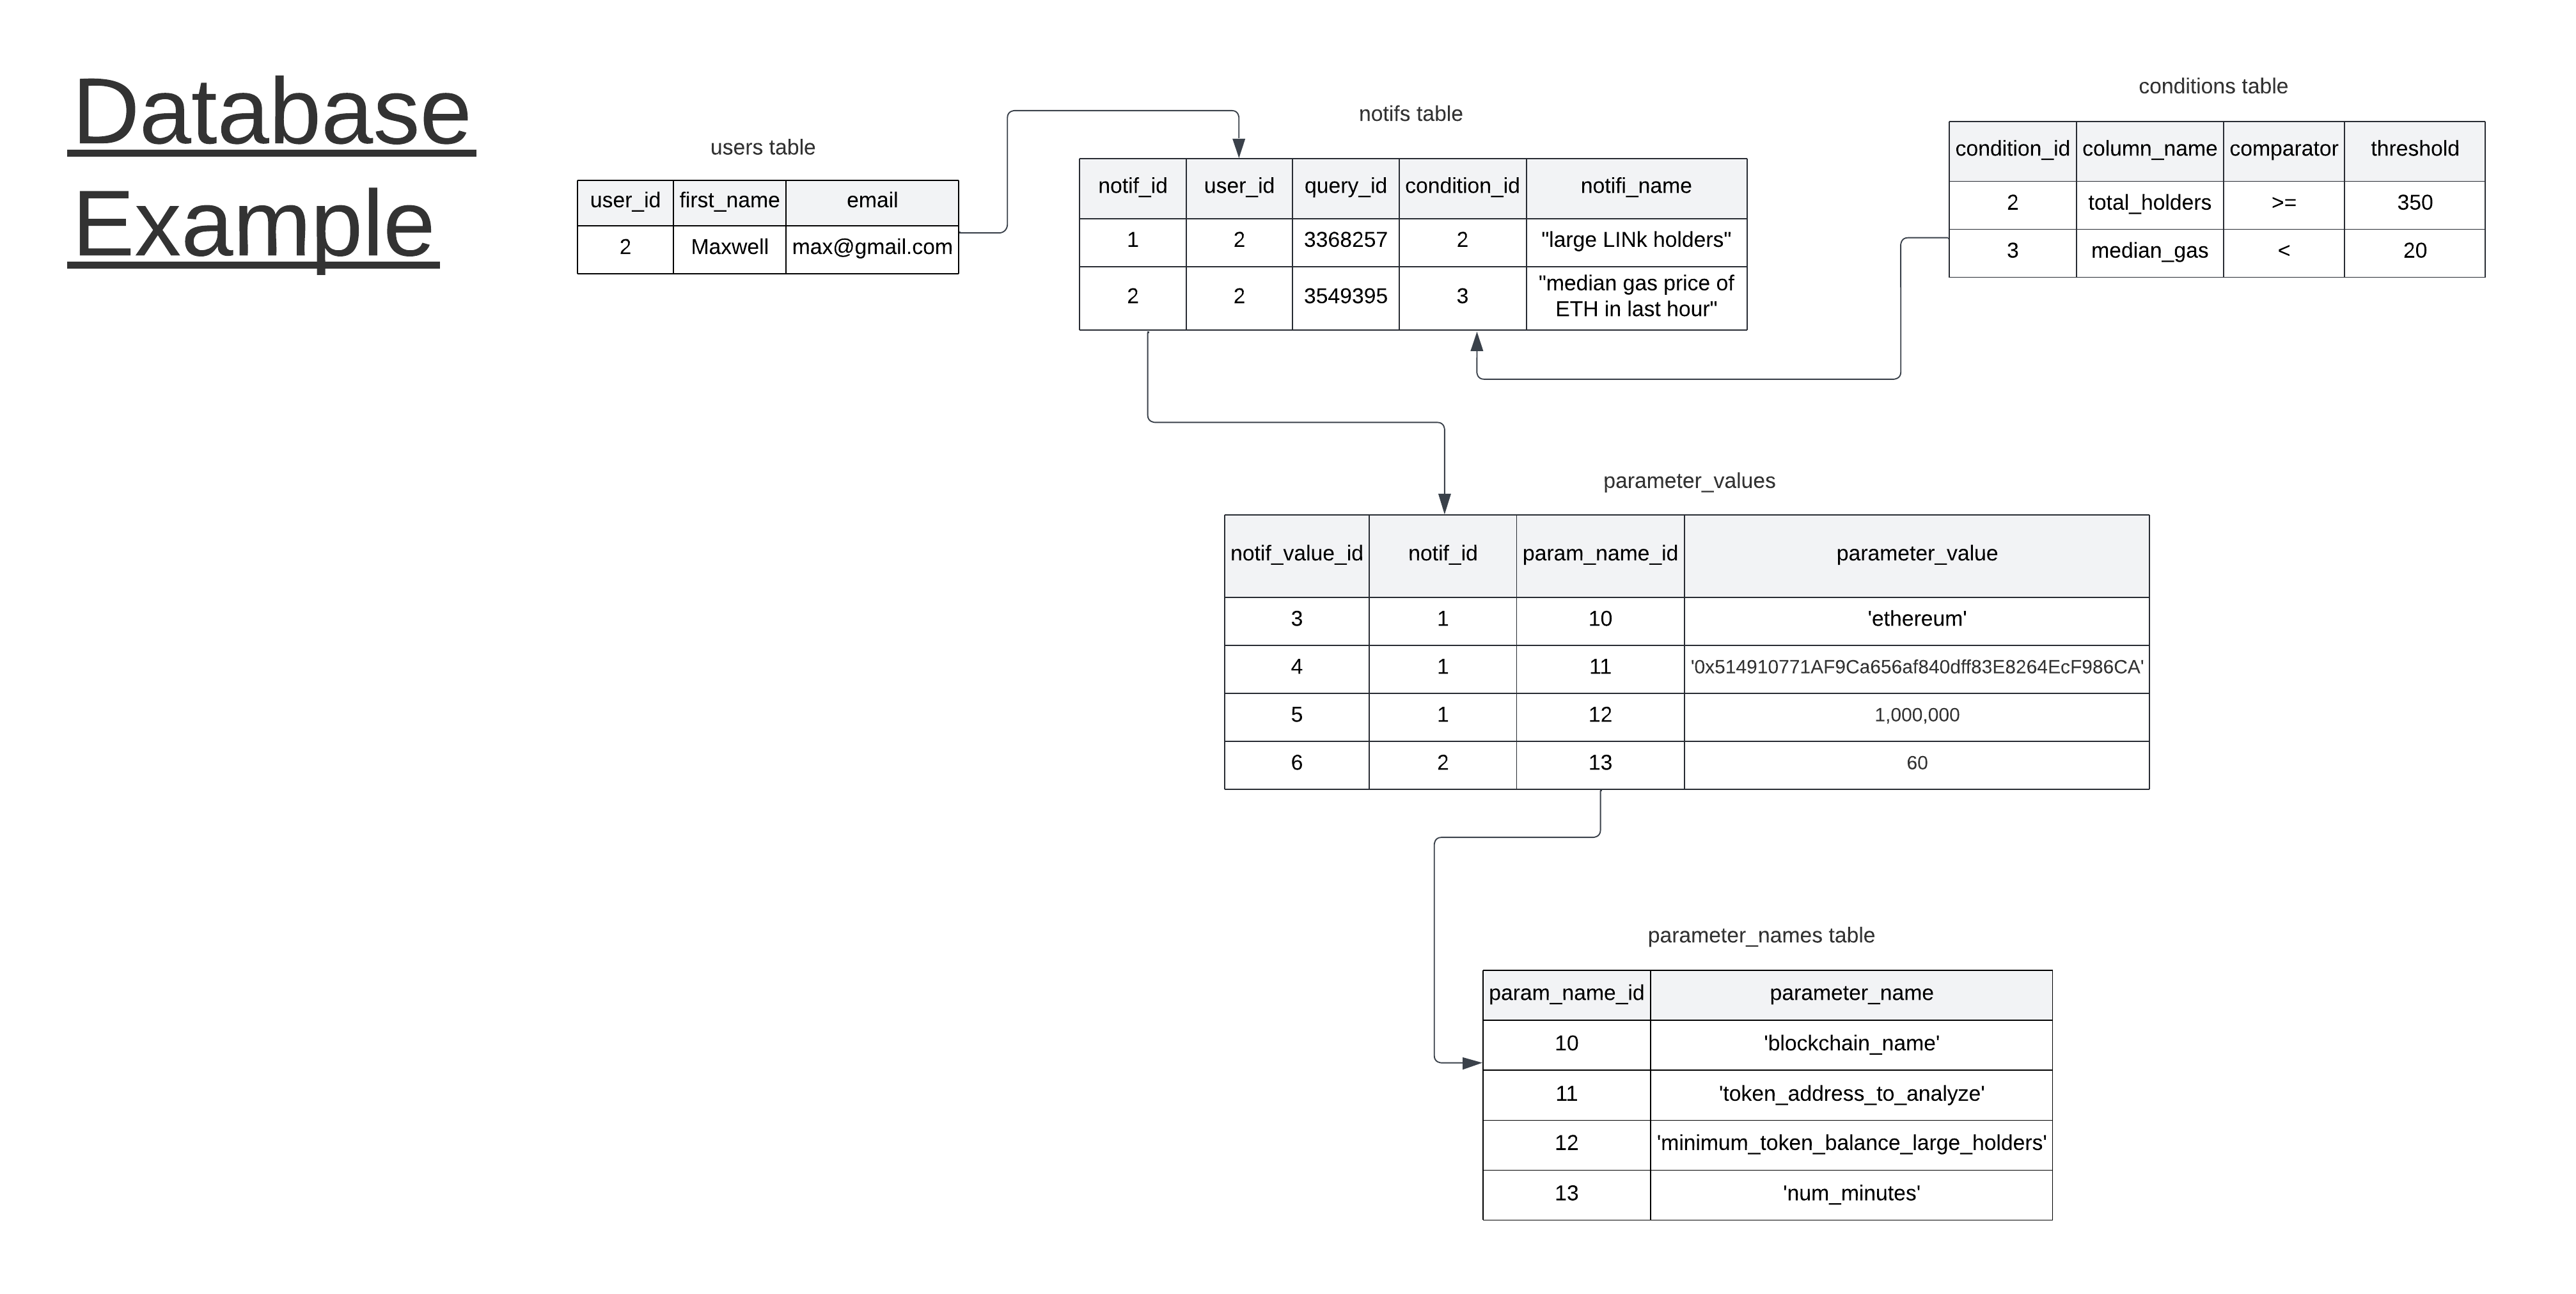 Database
Example
users table
user_id first_name email
2 Maxwell max@gmail.com
notifs table
notif_id user_id query_id condition_id notifi_name
1 2 3368257 2 "large LINk holders"
2 2 3549395 3 "median gas price of
ETH in last hour"
conditions table
condition_id column_name comparator threshold
2 total_holders >= 350
3 median_gas < 20
parameter_values
notif_value_id notif_id param_name_id parameter_value
3 1 10 'ethereum'
4 1 11 '0x514910771AF9Ca656af840dff83E8264EcF986CA'
5 1 12 1,000,000
6 2 13 60
parameter_names table
param_name_id parameter_name
10 'blockchain_name'
11 'token_address_to_analyze'
12 'minimum_token_balance_large_holders'
13 'num_minutes'